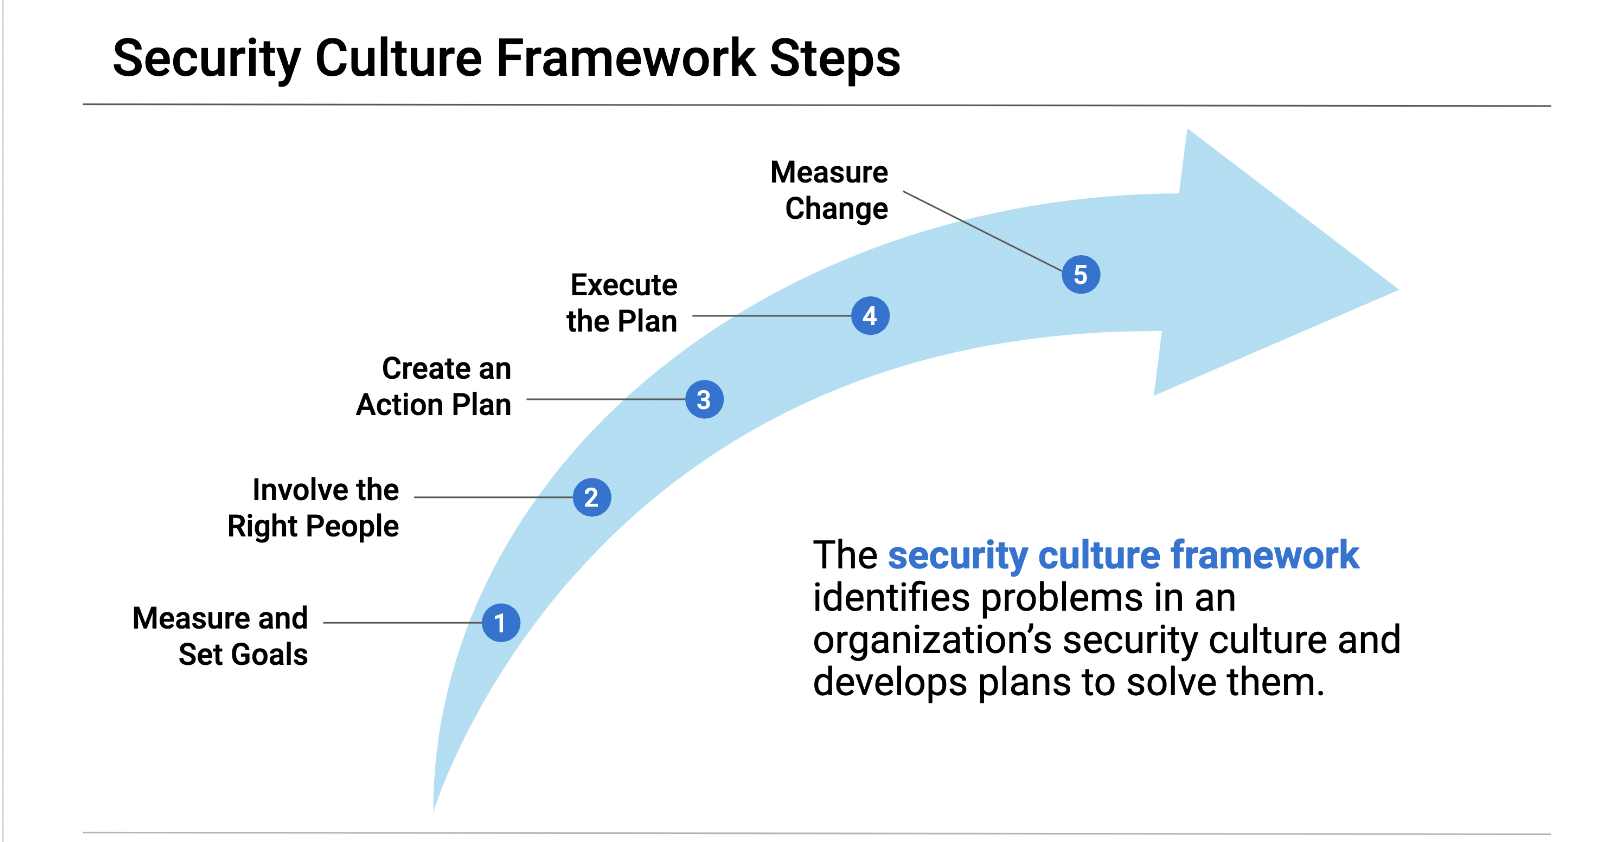 Security Culture Framework Steps
Measure
Change
5
Execute
the Plan
4
Create an
Action Plan
3
Involve the
Right People
2
Measure and
Set Goals
1
The security culture framework
identifies problems in an
organization’s security culture and
develops plans to solve them.